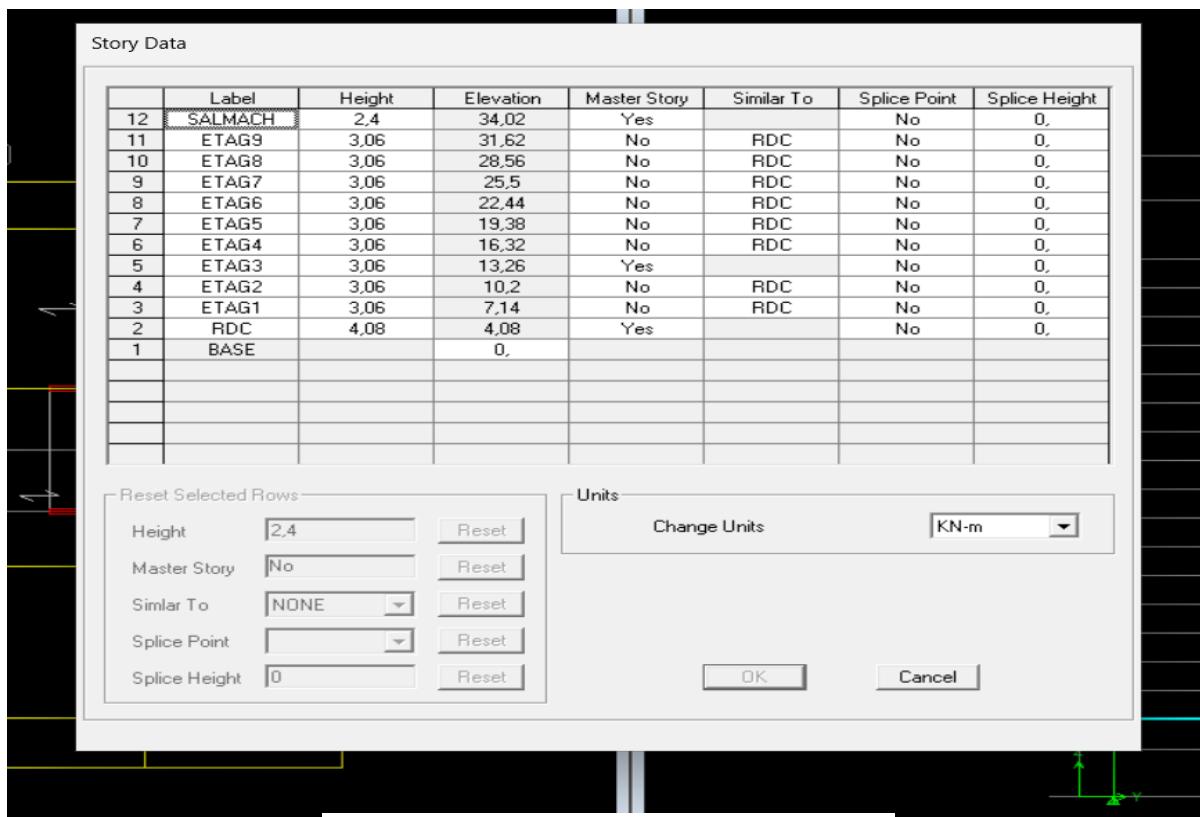 Story Data
Label Height Elevation Master Story Similar To Splice Point Splice Height
12 SALMACH 2,4 34,02 Yes No 0,
11 ETAG9 3,06 31,62 No RDC No 0,
10 ETAG8 3,06 28,56 No RDC No 0,
9 ETAG7 3,06 25,5 No RDC No 0,
8 ETAG6 3,06 22,44 No RDC No 0,
7 ETAG5 3,06 19,38 No RDC No 0,
6 ETAG4 3,06 16,32 No RDC No 0,
5 ETAG3 3,06 13,26 Yes No 0,
4 ETAG2 3,06 10,2 No RDC No 0,
3 ETAG1 3,06 7,14 No RDC No 0,
2 RDC 4,08 4,08 Yes No 0,
1 BASE 0,
Reset Selected Rows
Height 2,4 Reset
Master Story No Reset
Simlar To NONE Reset
Splice Point Reset
Splice Height 0 Reset
Units
Change Units KN-m
OK Cancel
Z
Y